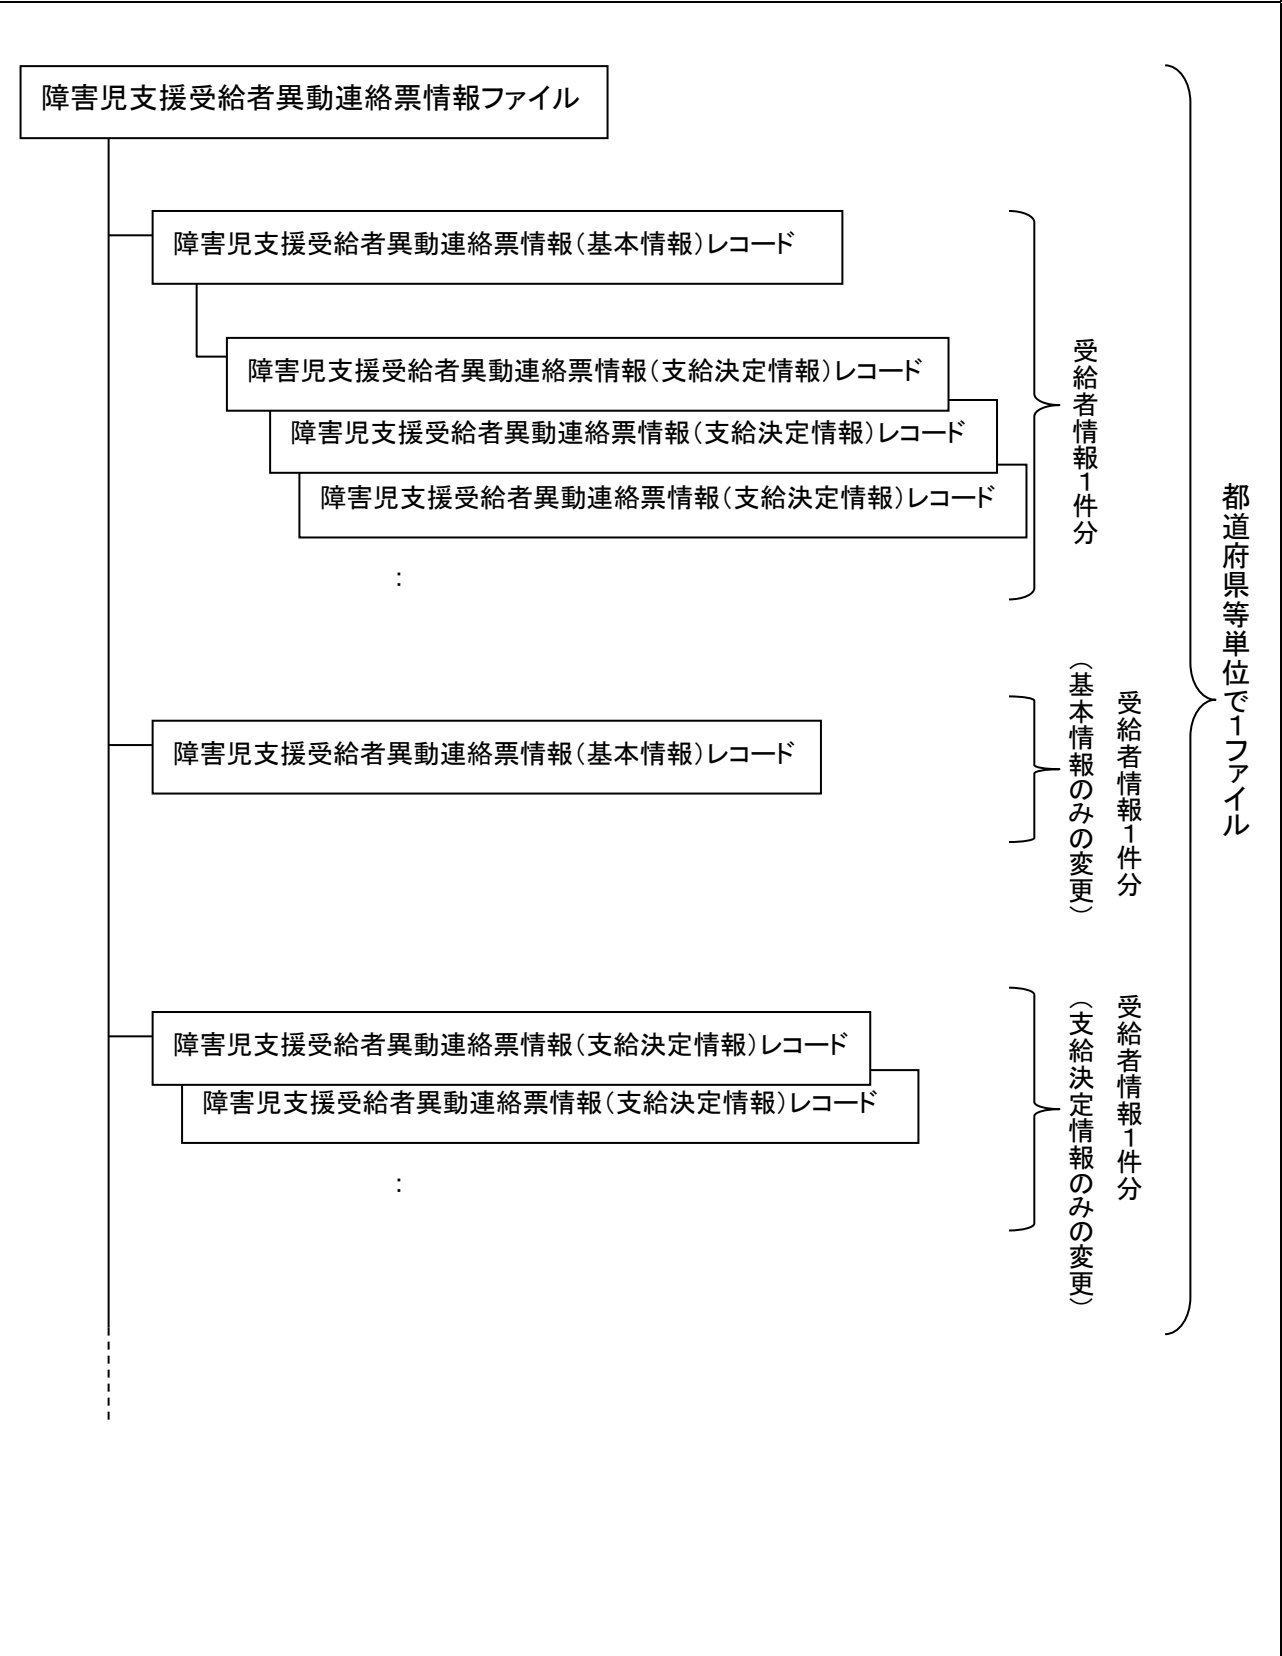 障害児支援受給者異動連絡票情報ファイル
障害児支援受給者異動連絡票情報（基本情報）レコード
障害児支援受給者異動連絡票情報（支給決定情報）レコード
障害児支援受給者異動連絡票情報（支給決定情報）レコード
障害児支援受給者異動連絡票情報（支給決定情報）レコード
：
受給者情報１件分
障害児支援受給者異動連絡票情報（基本情報）レコード
受給者情報１件分
（基本情報のみの変更）
障害児支援受給者異動連絡票情報（支給決定情報）レコード
障害児支援受給者異動連絡票情報（支給決定情報）レコード
：
受給者情報１件分
（支給決定情報のみの変更）
都道府県等単位で１ファイル